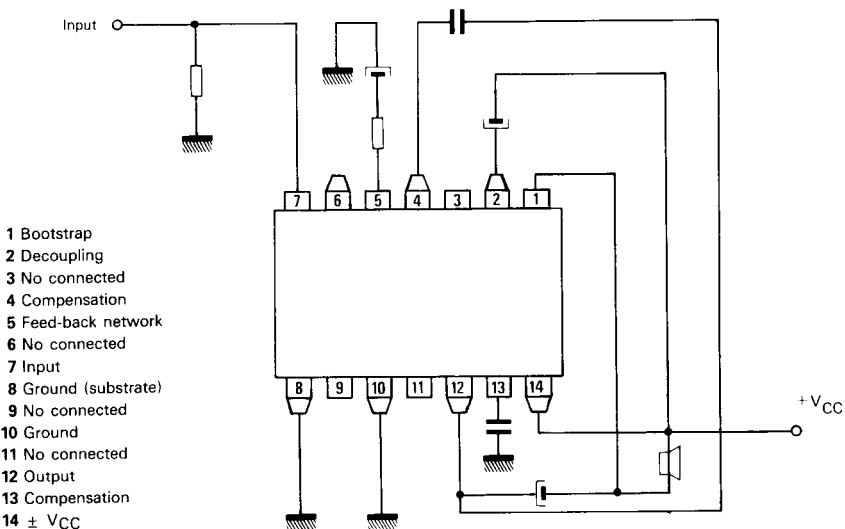 Input
7 6 5 4 3 2 1
1 Bootstrap
2 Decoupling
3 No connected
4 Compensation
5 Feed-back network
6 No connected
7 Input
8 Ground (substrate)
9 No connected
10 Ground
11 No connected
12 Output
13 Compensation
14 ± VCC
8 9 10 11 12 13 14
+ VCC